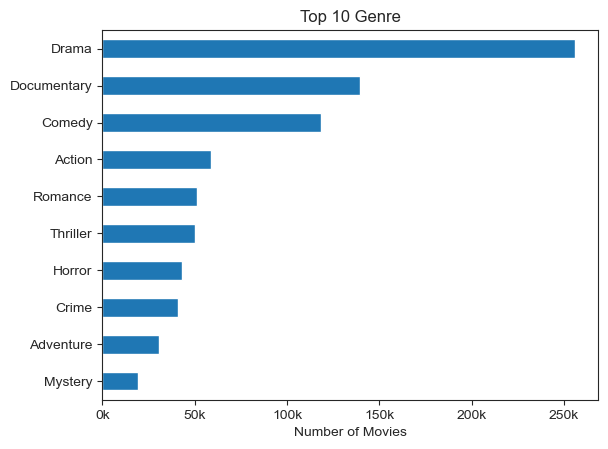 Top 10 Genre
Drama
Documentary
Comedy
Action
Romance
Thriller
Horror
Crime
Adventure
Mystery
0k 50k 100k 150k 200k 250k
Number of Movies